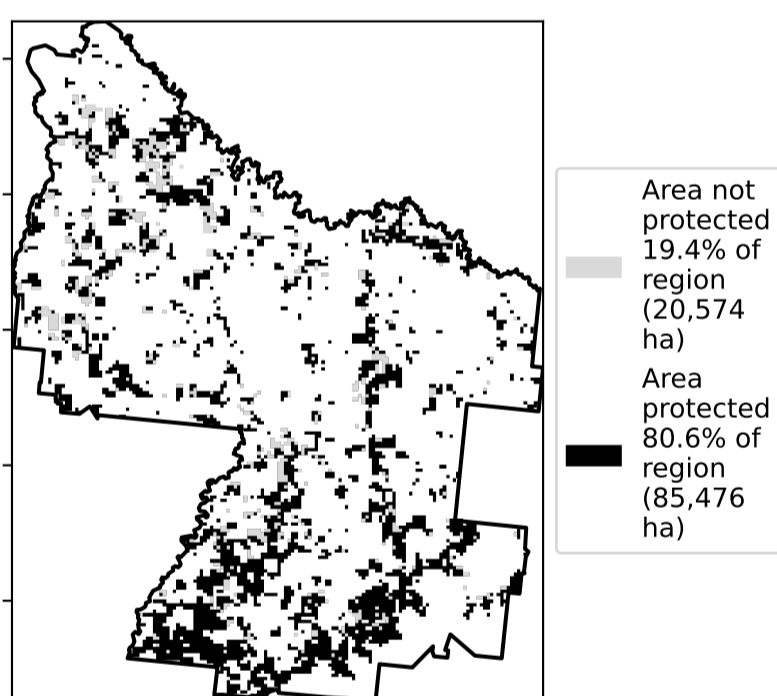 Area not
protected
19.4% of
region
(20,574
ha)
Area
protected
80.6% of
region
(85,476
ha)